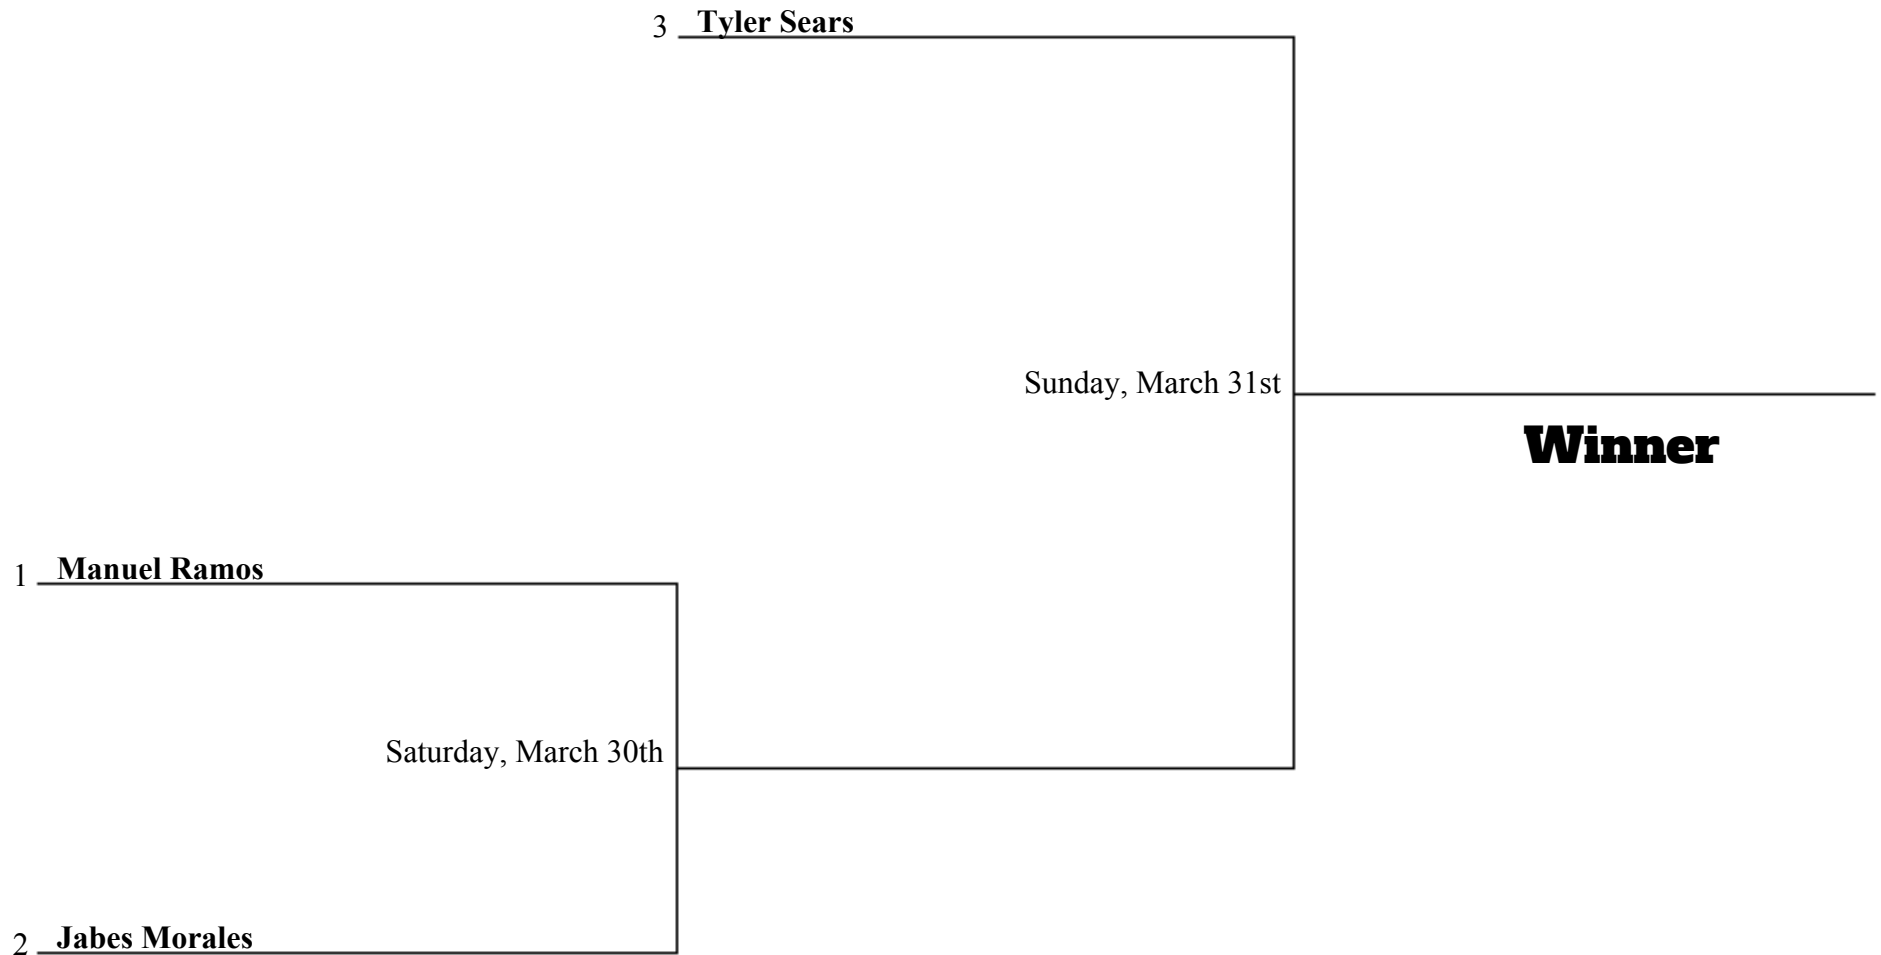 3 Tyler Sears
Sunday, March 31st
Winner
1 Manuel Ramos
Saturday, March 30th
2 Jabes Morales